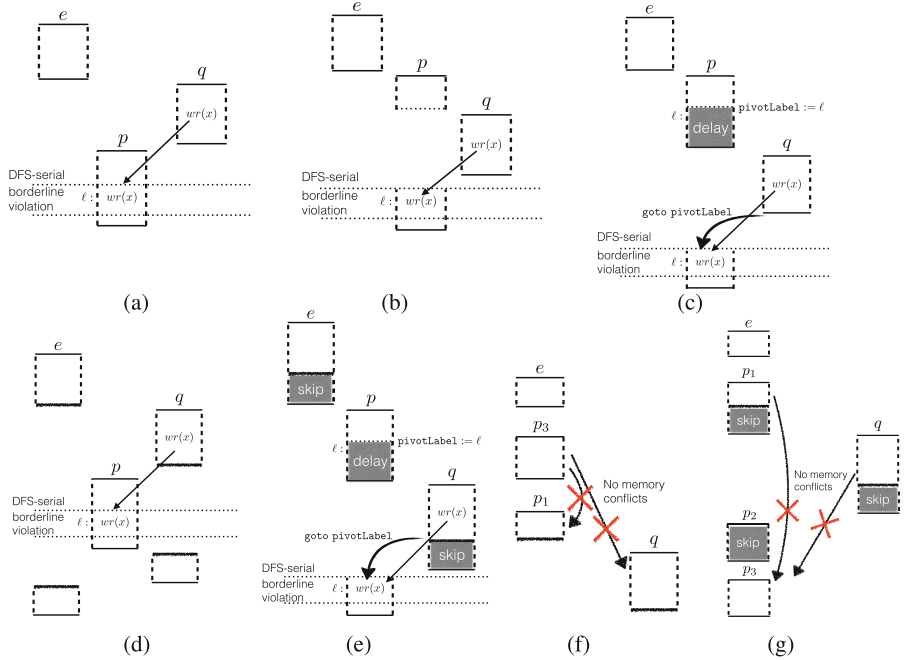 e
q
wr(x)
p
DFS-serial
borderline
violation
ℓ :
wr(x)
(a)
e
p
q
wr(x)
DFS-serial
borderline
violation
ℓ :
wr(x)
(b)
e
p
pivotLabel := ℓ
ℓ :
delay
q
wr(x)
goto pivotLabel
DFS-serial
borderline
violation
ℓ :
wr(x)
(c)
e
q
wr(x)
p
DFS-serial
borderline
violation
ℓ :
wr(x)
(d)
e
skip
p
pivotLabel := ℓ
ℓ :
delay
q
wr(x)
goto pivotLabel
skip
DFS-serial
borderline
violation
ℓ :
wr(x)
(e)
e
p₃
No memory
conflicts
p₁
q
(f)
e
p₁
skip
q
No memory
conflicts
skip
p₂
skip
p₃
(g)